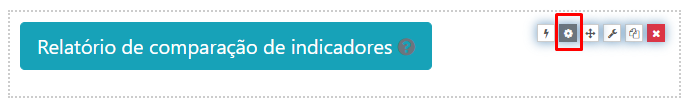 Relatório de comparação de indicadores